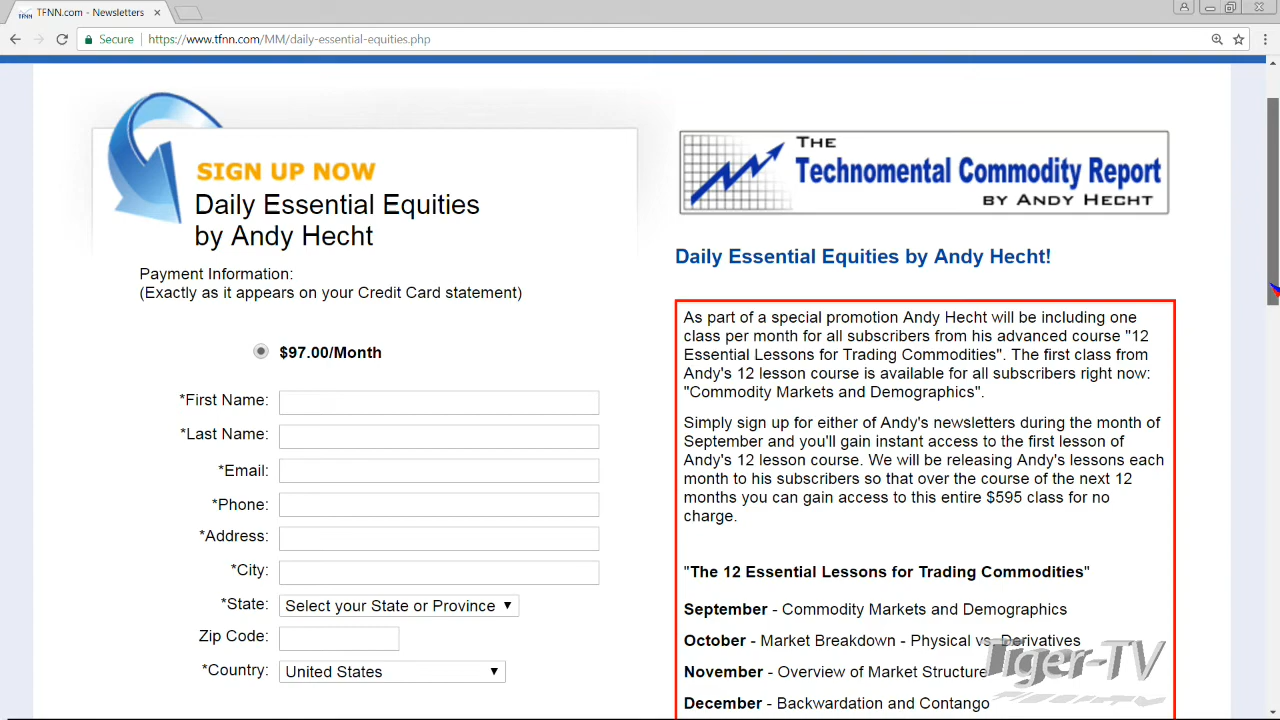 TFNN.com - Newsletters
Secure
https://www.tfnn.com/MM/daily-essential-equities.php
SIGN UP NOW
Daily Essential Equities
by Andy Hecht
Payment Information:
(Exactly as it appears on your Credit Card statement)
$97.00/Month
*First Name:
*Last Name:
*Email:
*Phone:
*Address:
*City:
*State:
Select your State or Province
Zip Code:
*Country:
United States
THE
Technomental Commodity Report
BY ANDY HECHT
Daily Essential Equities by Andy Hecht!
As part of a special promotion Andy Hecht will be including one
class per month for all subscribers from his advanced course "12
Essential Lessons for Trading Commodities". The first class from
Andy's 12 lesson course is available for all subscribers right now:
"Commodity Markets and Demographics".
Simply sign up for either of Andy's newsletters during the month of
September and you'll gain instant access to the first lesson of
Andy's 12 lesson course. We will be releasing Andy's lessons each
month to his subscribers so that over the course of the next 12
months you can gain access to this entire $595 class for no
charge.
"The 12 Essential Lessons for Trading Commodities"
September - Commodity Markets and Demographics
October - Market Breakdown - Physical vs. Derivatives
November - Overview of Market Structure
December - Backwardation and Contango
Tiger-TV